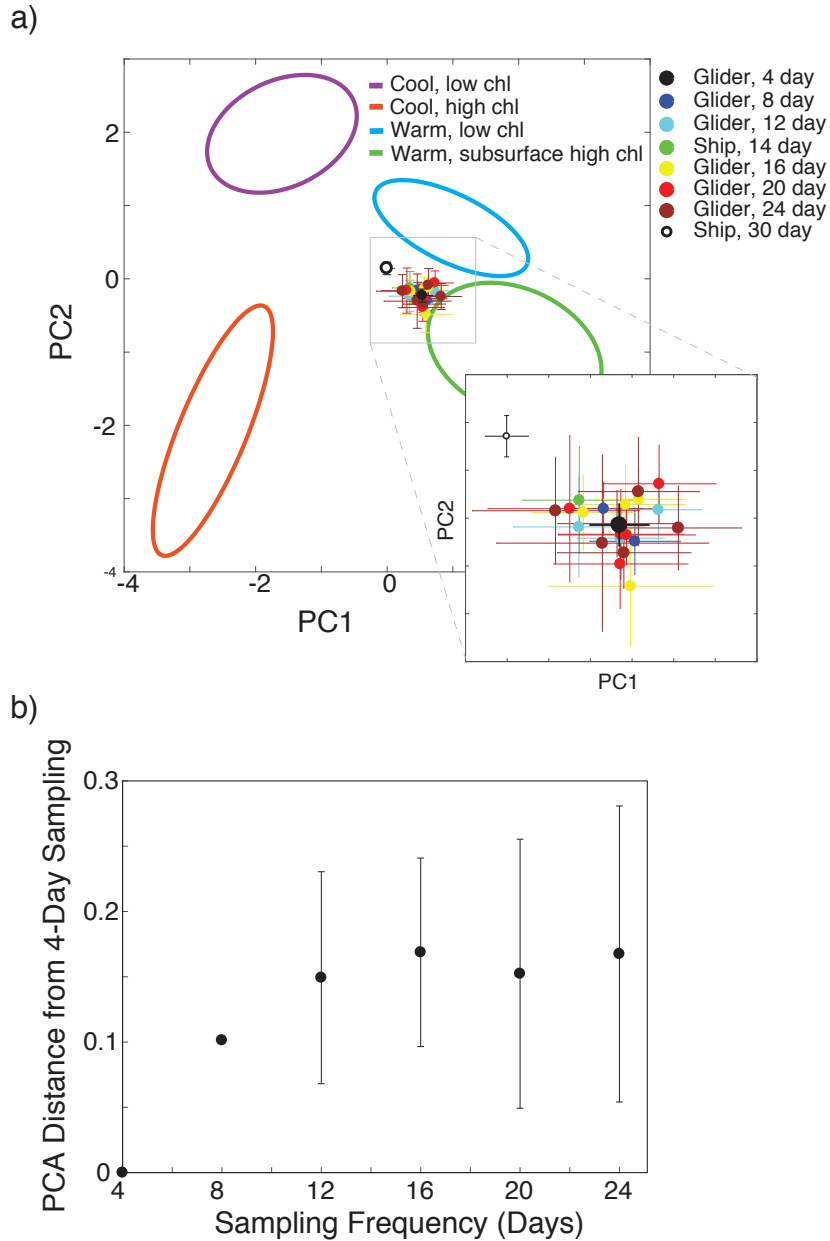 a)
Cool, low chl
Cool, high chl
Warm, low chl
Warm, subsurface high chl
Glider, 4 day
Glider, 8 day
Glider, 12 day
Ship, 14 day
Glider, 16 day
Glider, 20 day
Glider, 24 day
Ship, 30 day
2
0
-2
-4
PC2
-4
-2
0
PC1
PC2
PC1
b)
0.3
0.2
0.1
0
PCA Distance from 4-Day Sampling
4
8
12
16
20
24
Sampling Frequency (Days)